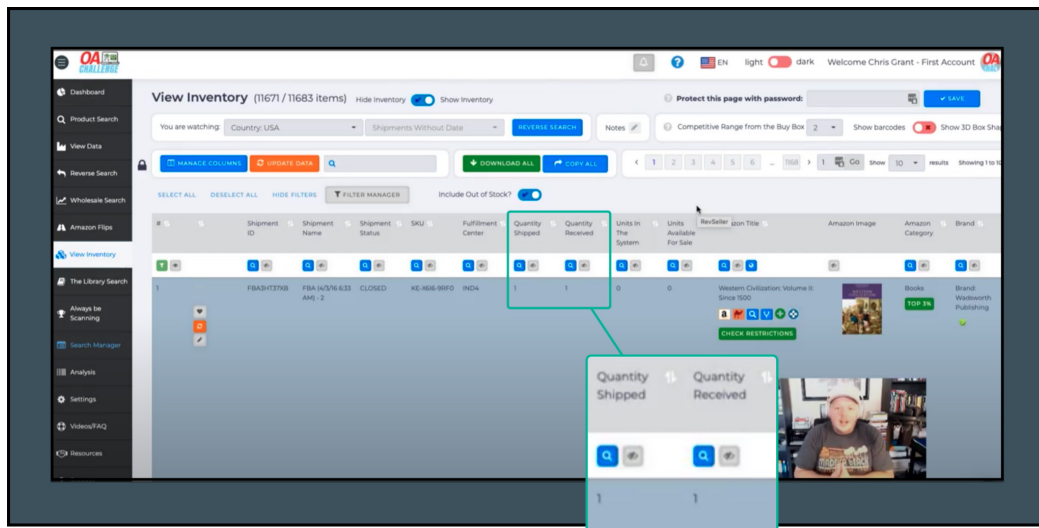 OA
CHALLENGE
EN light dark Welcome Chris Grant - First Account
Dashboard
Product Search
View Data
Reverse Search
Wholesale Search
Amazon Flips
View Inventory
The Library Search
Always be
Scanning
Search Manager
Analysis
Settings
Videos/FAQ
Resources
View Inventory (11671 / 11683 items) Hide Inventory Show Inventory
Protect this page with password: SAVE
You are watching: Country: USA Shipments Without Date REVERSE SEARCH Notes Competitive Range from the Buy Box 2 Show barcodes Show 3D Box Sha
MANAGE COLUMNS UPDATE DATA DOWNLOAD ALL COPY ALL 1 2 3 4 5 6 ... 1168 1 Go Show 10 results Showing 1 to 10
SELECT ALL DESELECT ALL HIDE FILTERS FILTER MANAGER Include Out of Stock?
# Shipment ID Shipment Name Shipment Status SKU Fulfillment Center Quantity Shipped Quantity Received Units In The System Units Available For Sale RevSeller zon Title Amazon Image Amazon Category Brand
1 FBA3HT37KB FBA (4/3/16 6:33 AM) - 2 CLOSED IND4 1 1 0 0 Western Civilization: Volume II: Since 1500 Books Brand: Wadsworth Publishing
TOP 3%
CHECK RESTRICTIONS
Quantity Shipped
Quantity Received
1 1